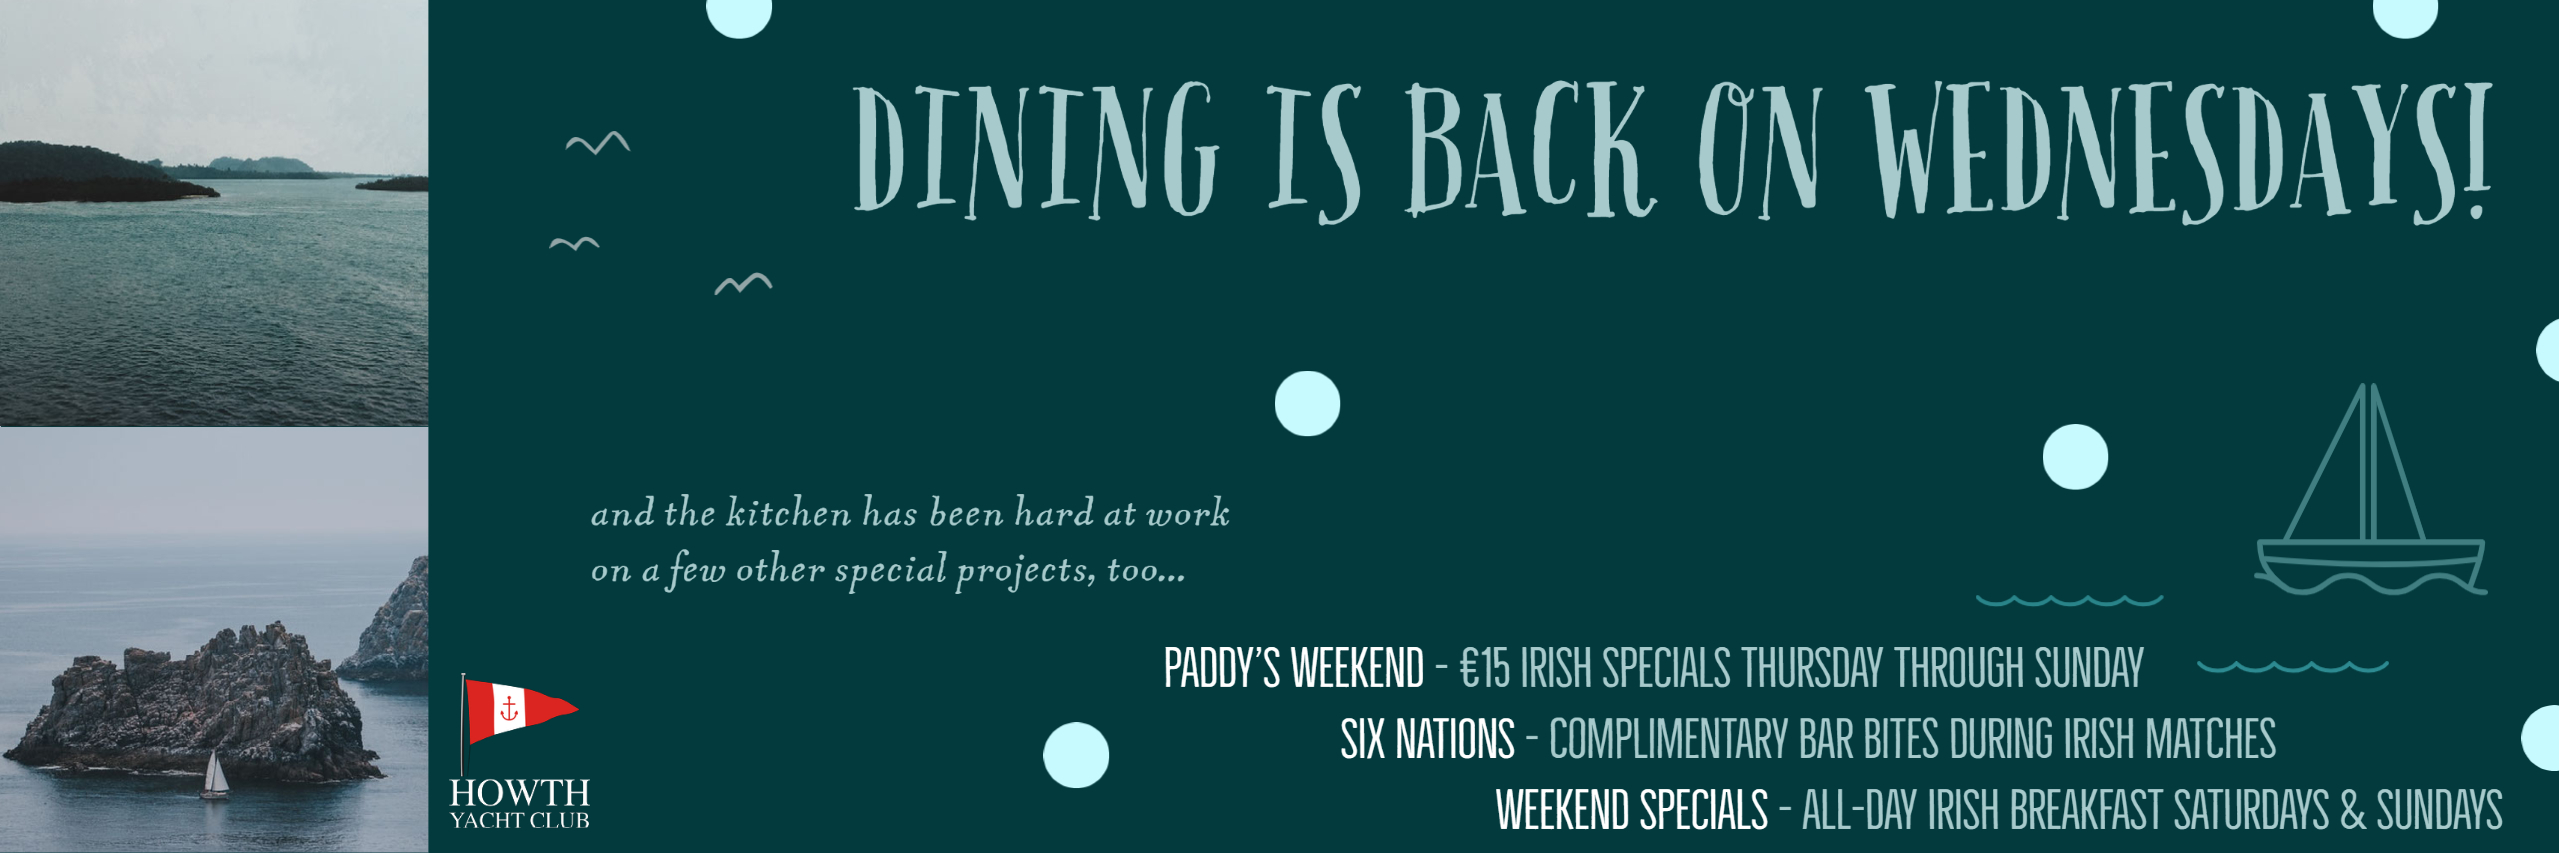 DINING IS BACK ON WEDNESDAYS!
and the kitchen has been hard at work
on a few other special projects, too...
PADDY'S WEEKEND - €15 IRISH SPECIALS THURSDAY THROUGH SUNDAY
SIX NATIONS - COMPLIMENTARY BAR BITES DURING IRISH MATCHES
WEEKEND SPECIALS - ALL-DAY IRISH BREAKFAST SATURDAYS & SUNDAYS
HOWTH
YACHT CLUB